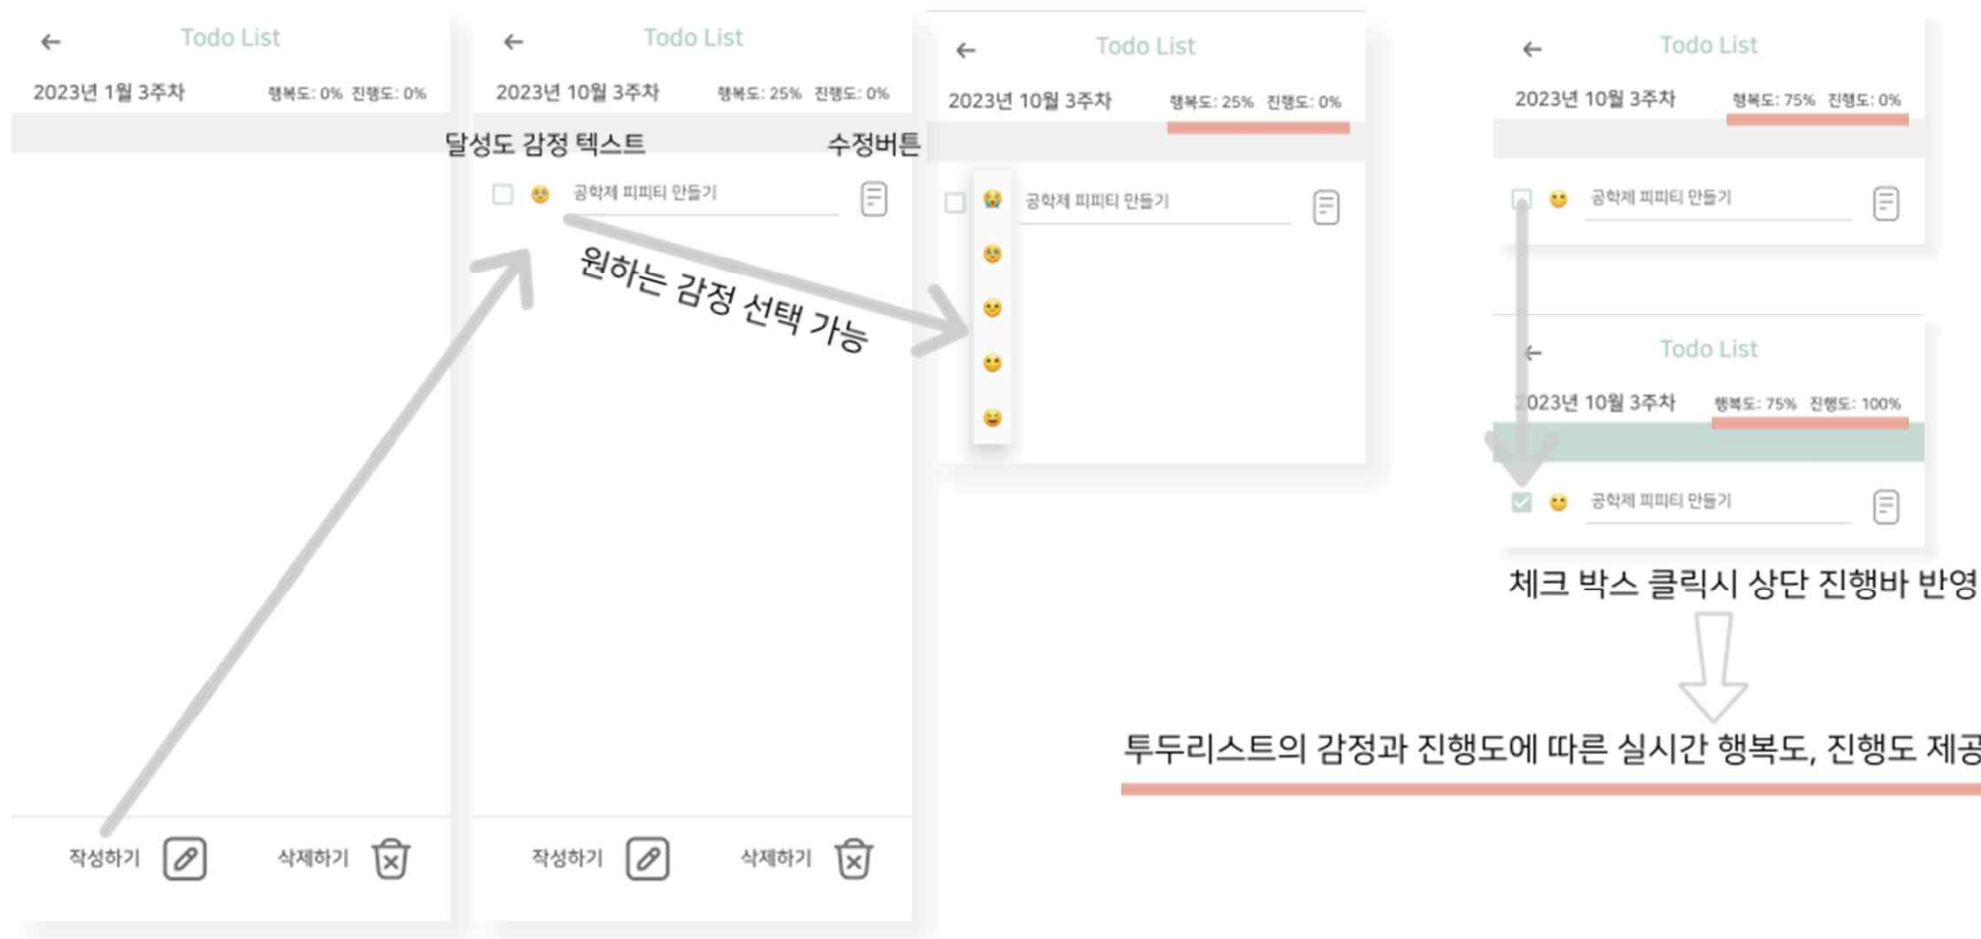 Todo List
2023년 1월 3주차 행복도: 0% 진행도: 0%
작성하기 삭제하기
Todo List
2023년 10월 3주차 행복도: 25% 진행도: 0%
달성도 감정 텍스트 수정버튼
공학제 피피티 만들기
원하는 감정 선택 가능
작성하기 삭제하기
Todo List
2023년 10월 3주차 행복도: 25% 진행도: 0%
공학제 피피티 만들기
Todo List
2023년 10월 3주차 행복도: 75% 진행도: 0%
공학제 피피티 만들기
Todo List
2023년 10월 3주차 행복도: 75% 진행도: 100%
공학제 피피티 만들기
체크 박스 클릭시 상단 진행바 반영
투두리스트의 감정과 진행도에 따른 실시간 행복도, 진행도 제공